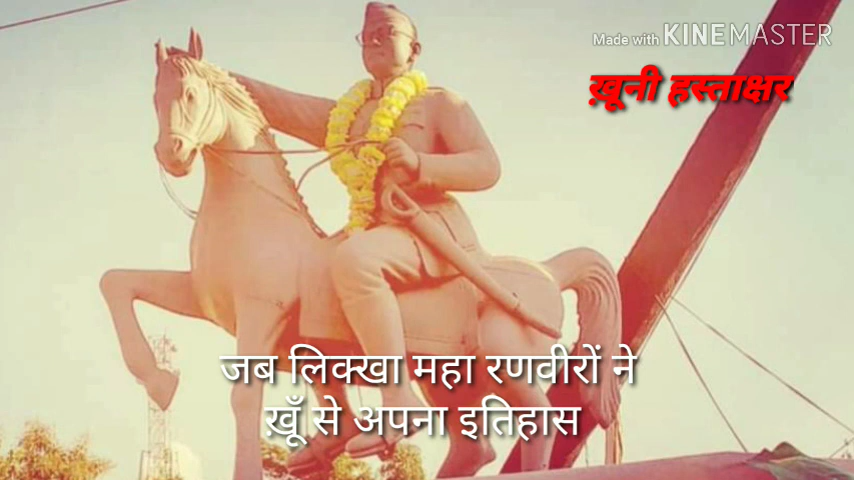 Made with KINEMASTER
ख़ूनी हस्ताक्षर
जब लिक्खा महा रणवीरों ने
ख़ूँ से अपना इतिहास